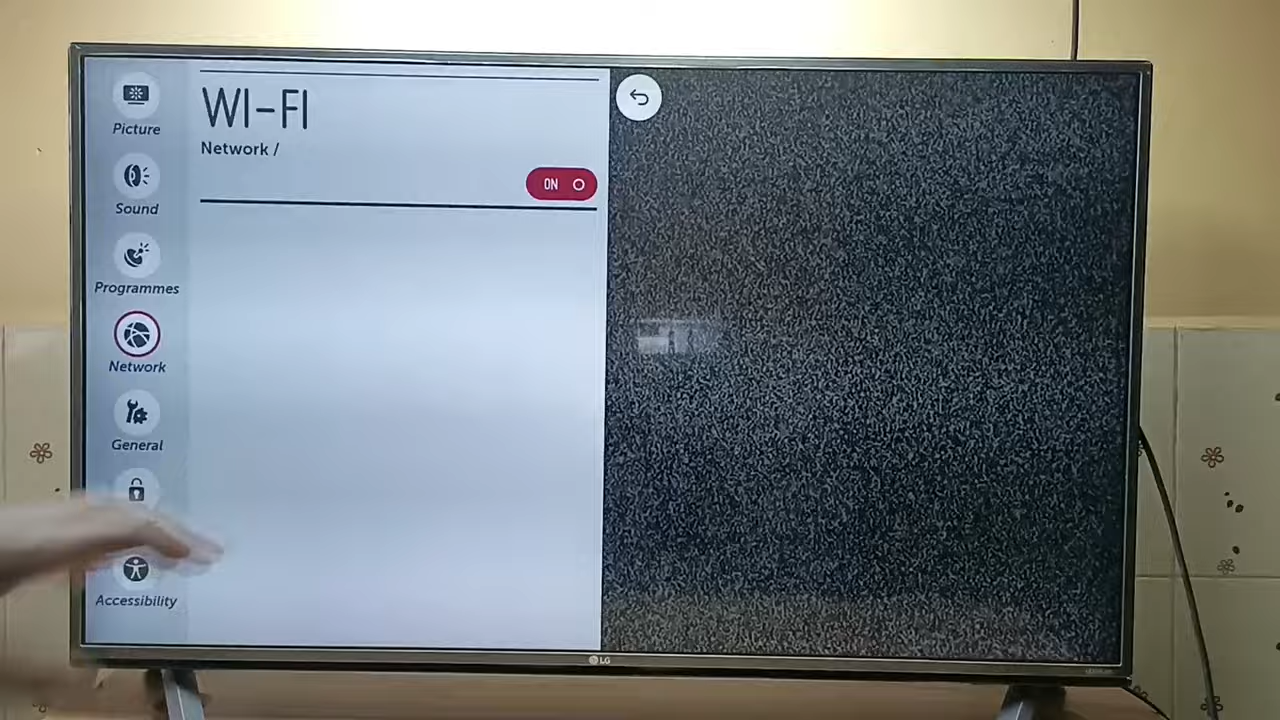 Picture
Sound
Programmes
Network
General
Accessibility
WI-FI
Network /
ON
LG